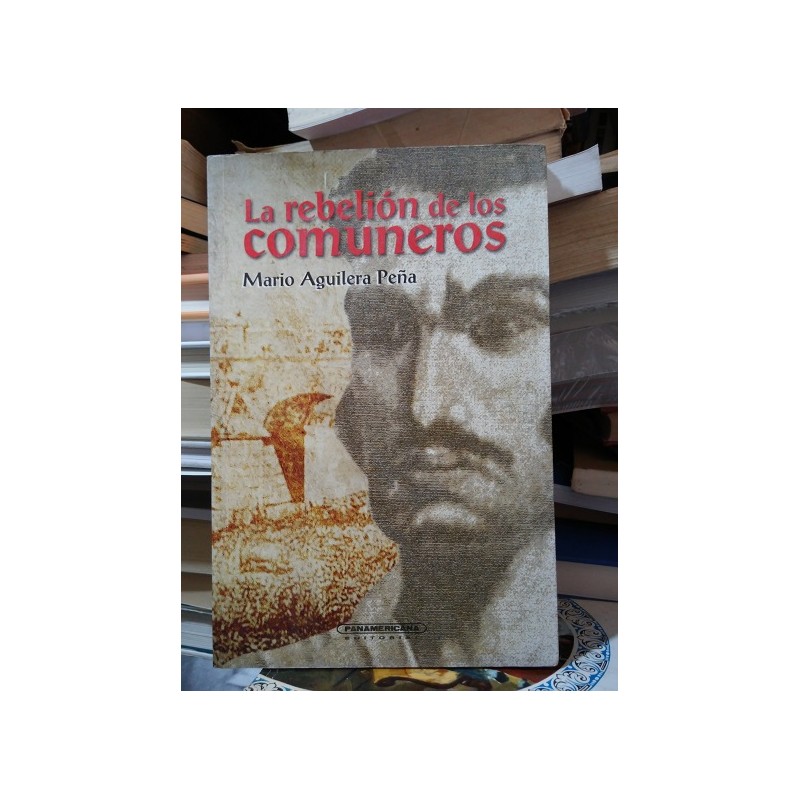 La rebelión de los
comuneros
Mario Aguilera Peña
PANAMERICANA
EDITORIAL